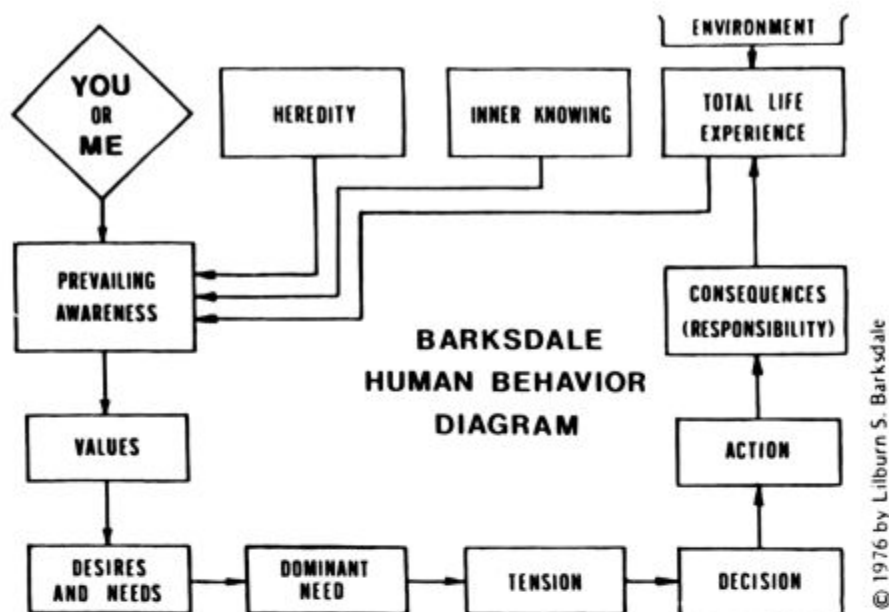 YOU
OR
ME
HEREDITY
INNER KNOWING
ENVIRONMENT
TOTAL LIFE
EXPERIENCE
PREVAILING
AWARENESS
BARKSDALE
HUMAN BEHAVIOR
DIAGRAM
CONSEQUENCES
(RESPONSIBILITY)
VALUES
ACTION
DESIRES
AND NEEDS
DOMINANT
NEED
TENSION
DECISION
© 1976 by Lilburn S. Barksdale